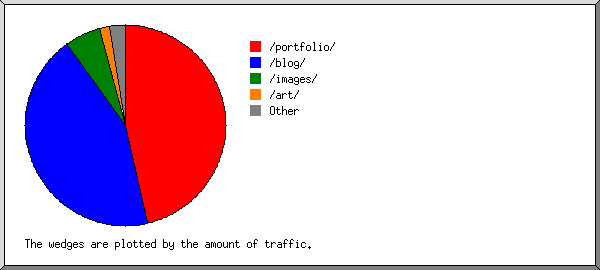 /portfolio/
/blog/
/images/
/art/
Other
The wedges are plotted by the amount of traffic.